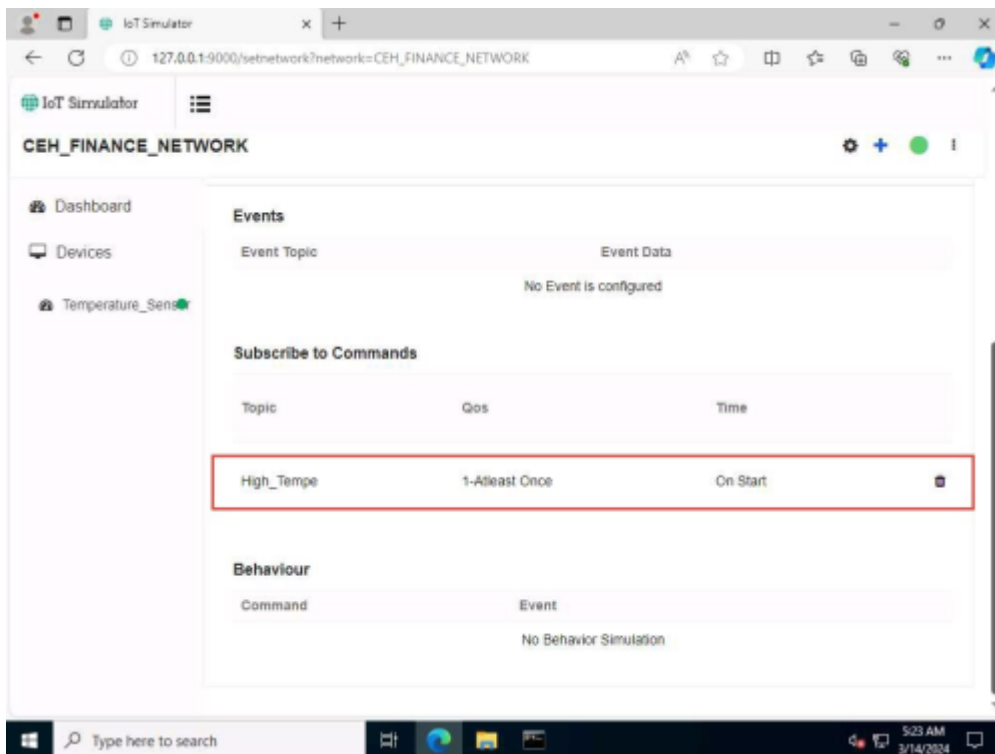 IoT Simulator
127.0.0.1:9000/setnetwork?network=CEH_FINANCE_NETWORK
IoT Simulator
CEH_FINANCE_NETWORK
Dashboard
Devices
Temperature_Sensor
Events
Event Topic Event Data
No Event is configured
Subscribe to Commands
Topic Qos Time
High_Tempe 1-Atleast Once On Start
Behaviour
Command Event
No Behavior Simulation
Type here to search
5:23 AM
3/14/2024